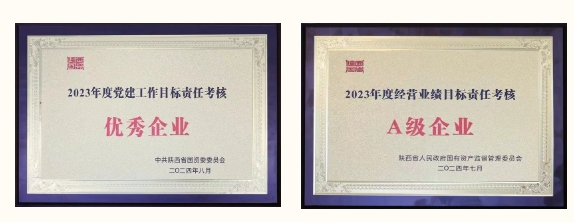 2023年度党建工作目标责任考核
优秀企业
中共陕西省国资委委员会
二〇二四年八月
2023年度经营业绩目标责任考核
A级企业
陕西省人民政府国有资产监督管理委员会
二〇二四年七月